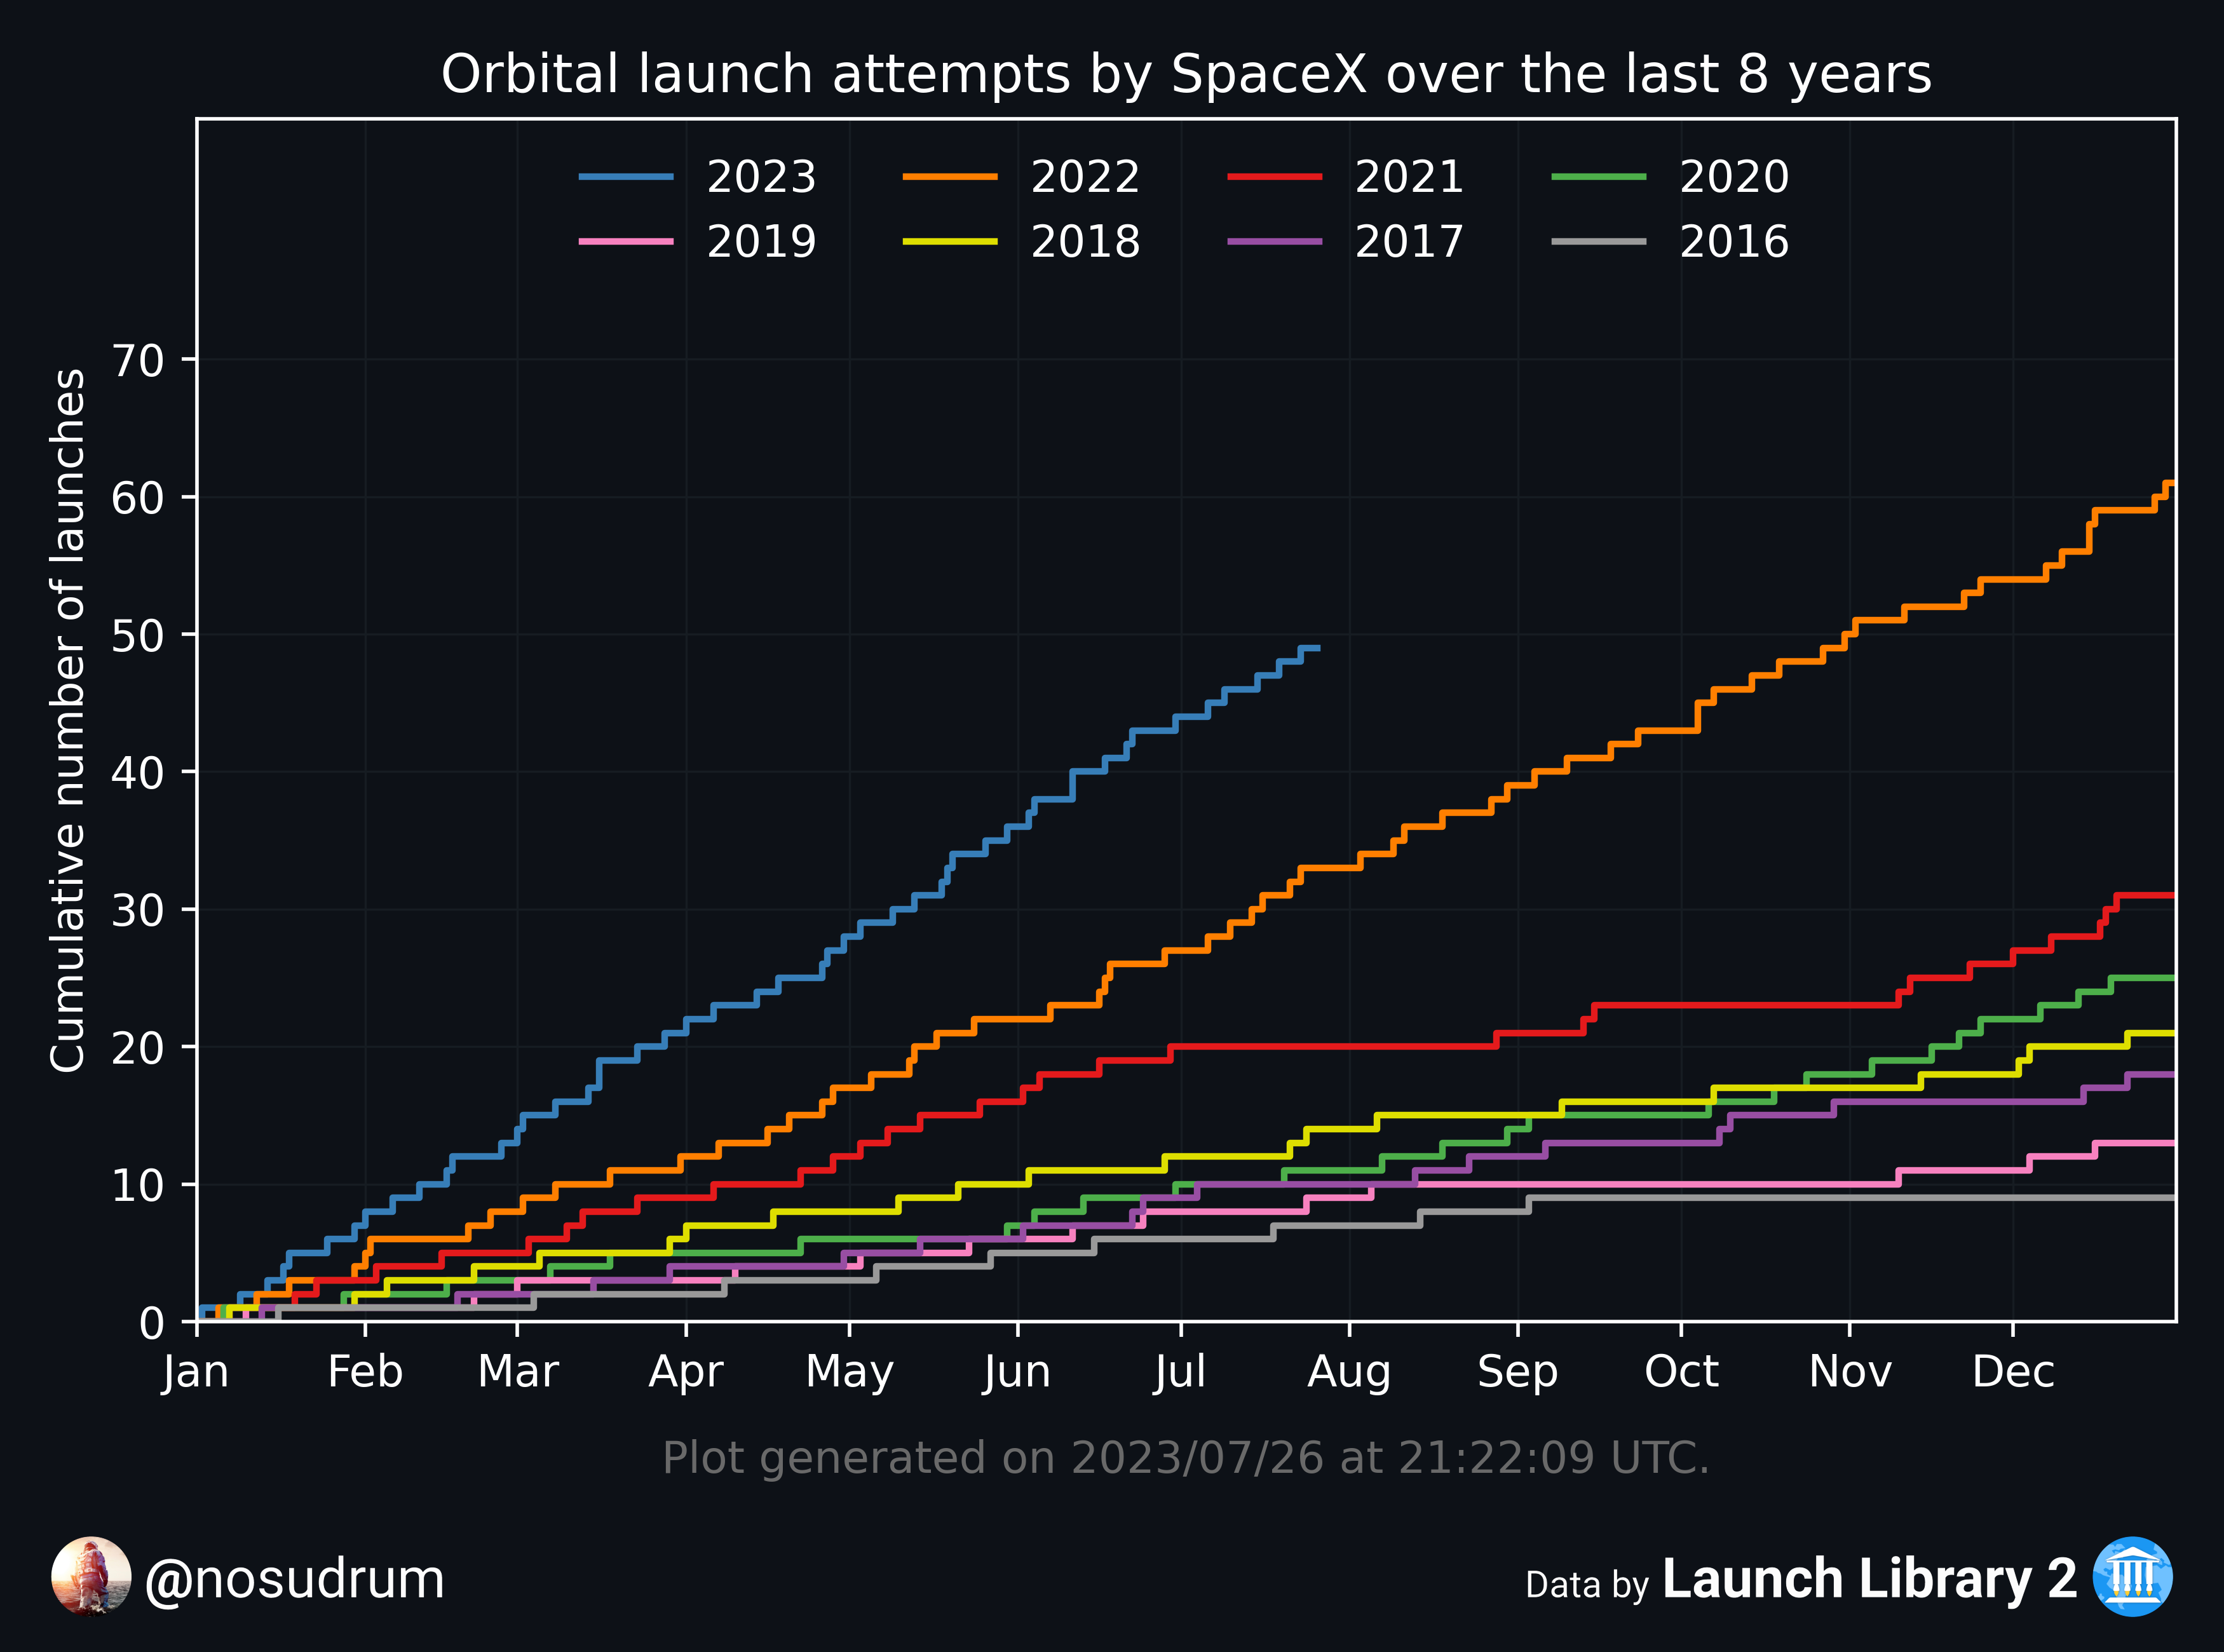 Orbital launch attempts by SpaceX over the last 8 years
2023 2022 2021 2020
2019 2018 2017 2016
Cumulative number of launches
70
60
50
40
30
20
10
0
Jan Feb Mar Apr May Jun Jul Aug Sep Oct Nov Dec
Plot generated on 2023/07/26 at 21:22:09 UTC.
@nosudrum
Data by Launch Library 2